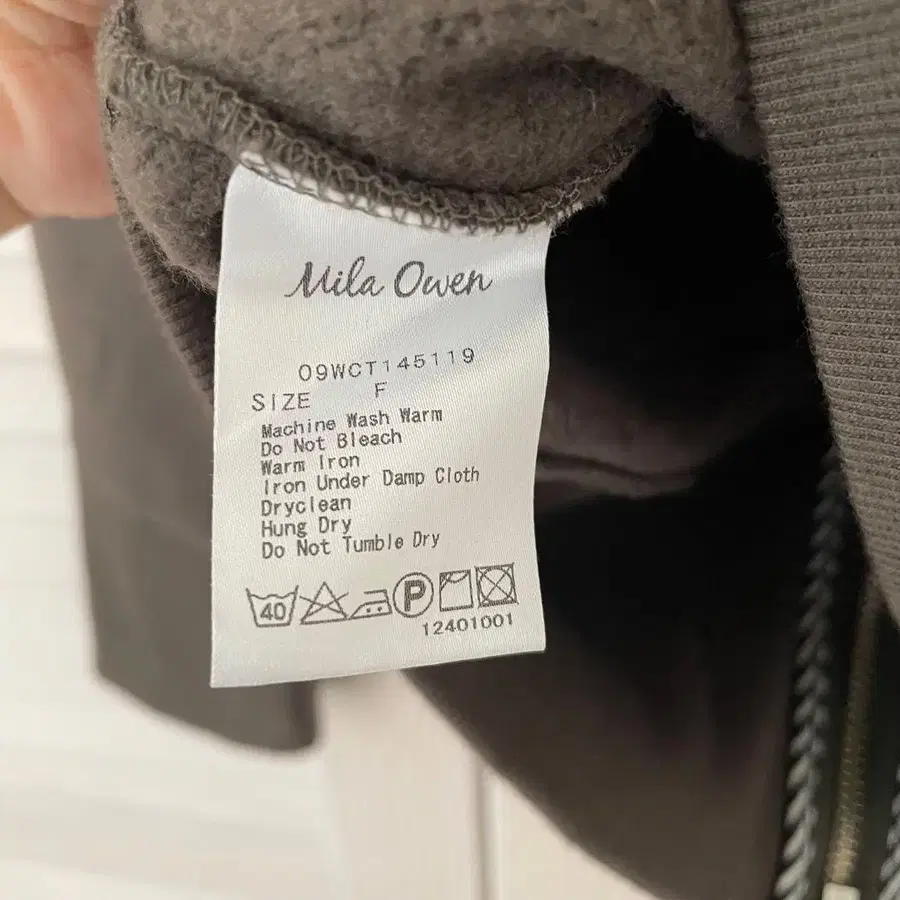 Mila Owen
09WCT145119
SIZE F
Machine Wash Warm
Do Not Bleach
Warm Iron
Iron Under Damp Cloth
Dryclean
Hung Dry
Do Not Tumble Dry
40 P
12401001